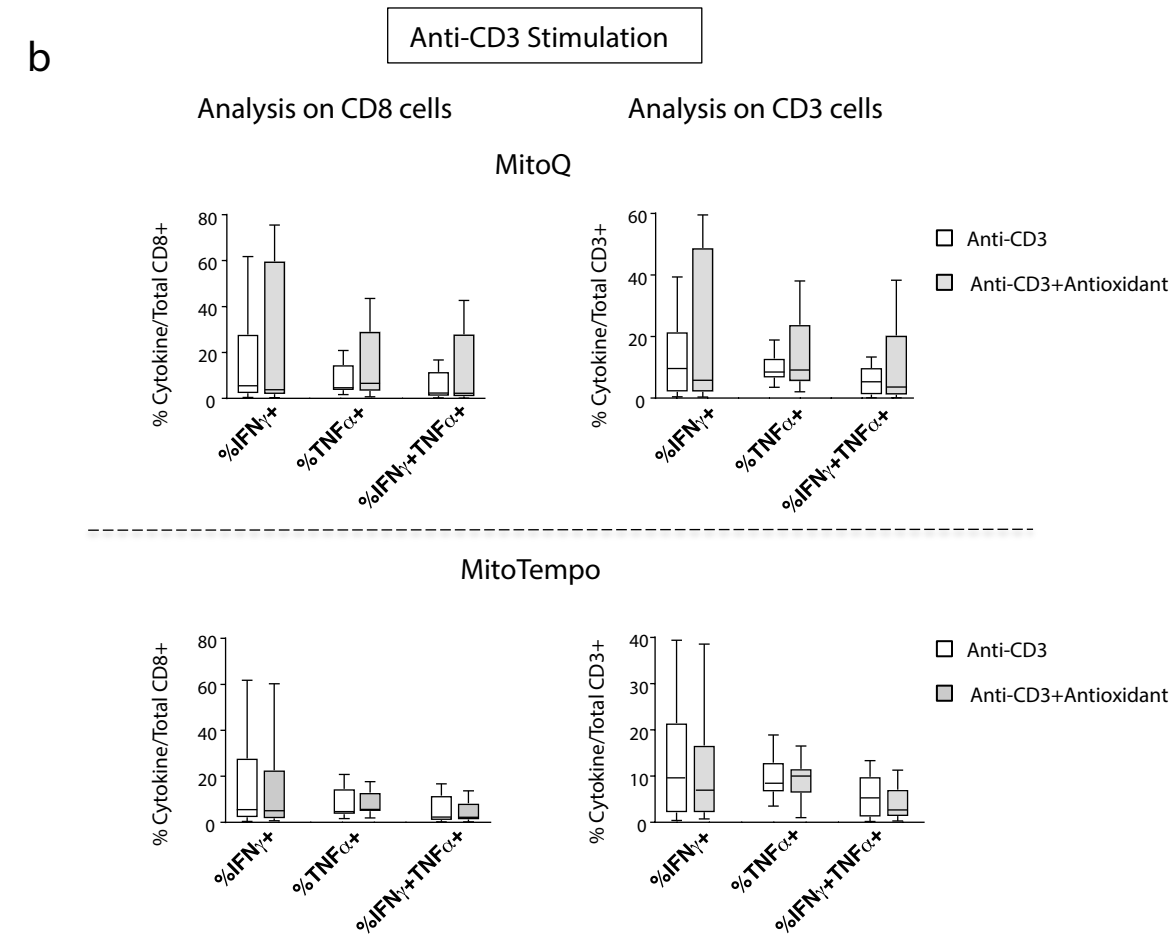 b
Anti-CD3 Stimulation
Analysis on CD8 cells
Analysis on CD3 cells
MitoQ
% Cytokine/Total CD8+
80
60
40
20
0
%IFNγ+
%TNFα+
%IFNγ+TNFα+
% Cytokine/Total CD3+
60
40
20
0
%IFNγ+
%TNFα+
%IFNγ+TNFα+
Anti-CD3
Anti-CD3+Antioxidant
MitoTempo
% Cytokine/Total CD8+
80
60
40
20
0
%IFNγ+
%TNFα+
%IFNγ+TNFα+
% Cytokine/Total CD3+
40
30
20
10
0
%IFNγ+
%TNFα+
%IFNγ+TNFα+
Anti-CD3
Anti-CD3+Antioxidant